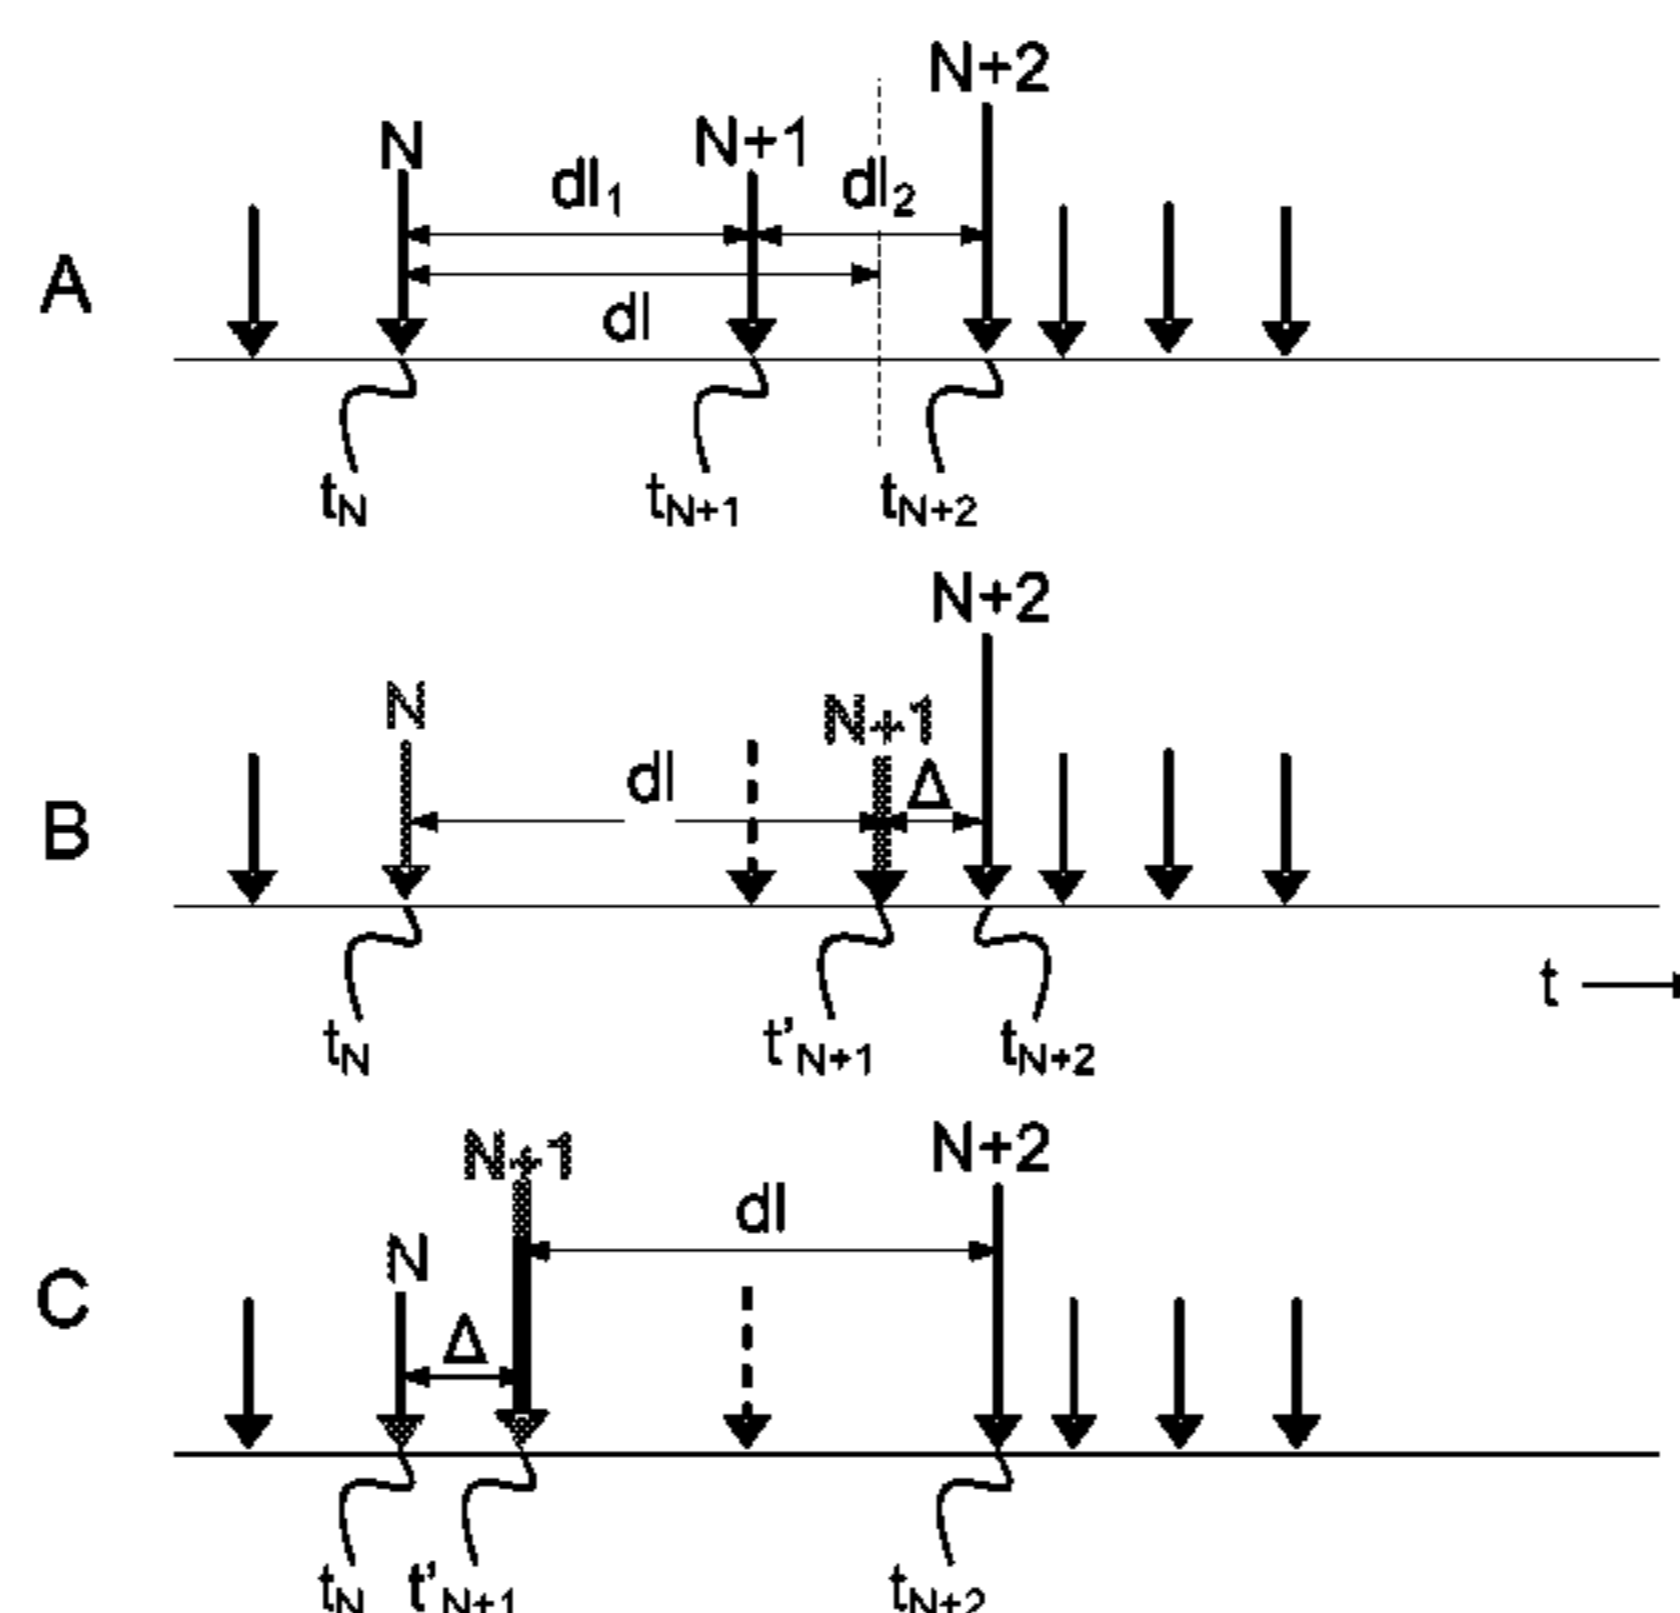 N+2
N
N+1
dl₁
dl₂
A
dl
tN
tN+1
tN+2
N+2
N
N+1
dl
Δ
B
t
tN
t'N+1
tN+2
N+1
N+2
dl
N
C
Δ
tN
t'N+1
tN+2